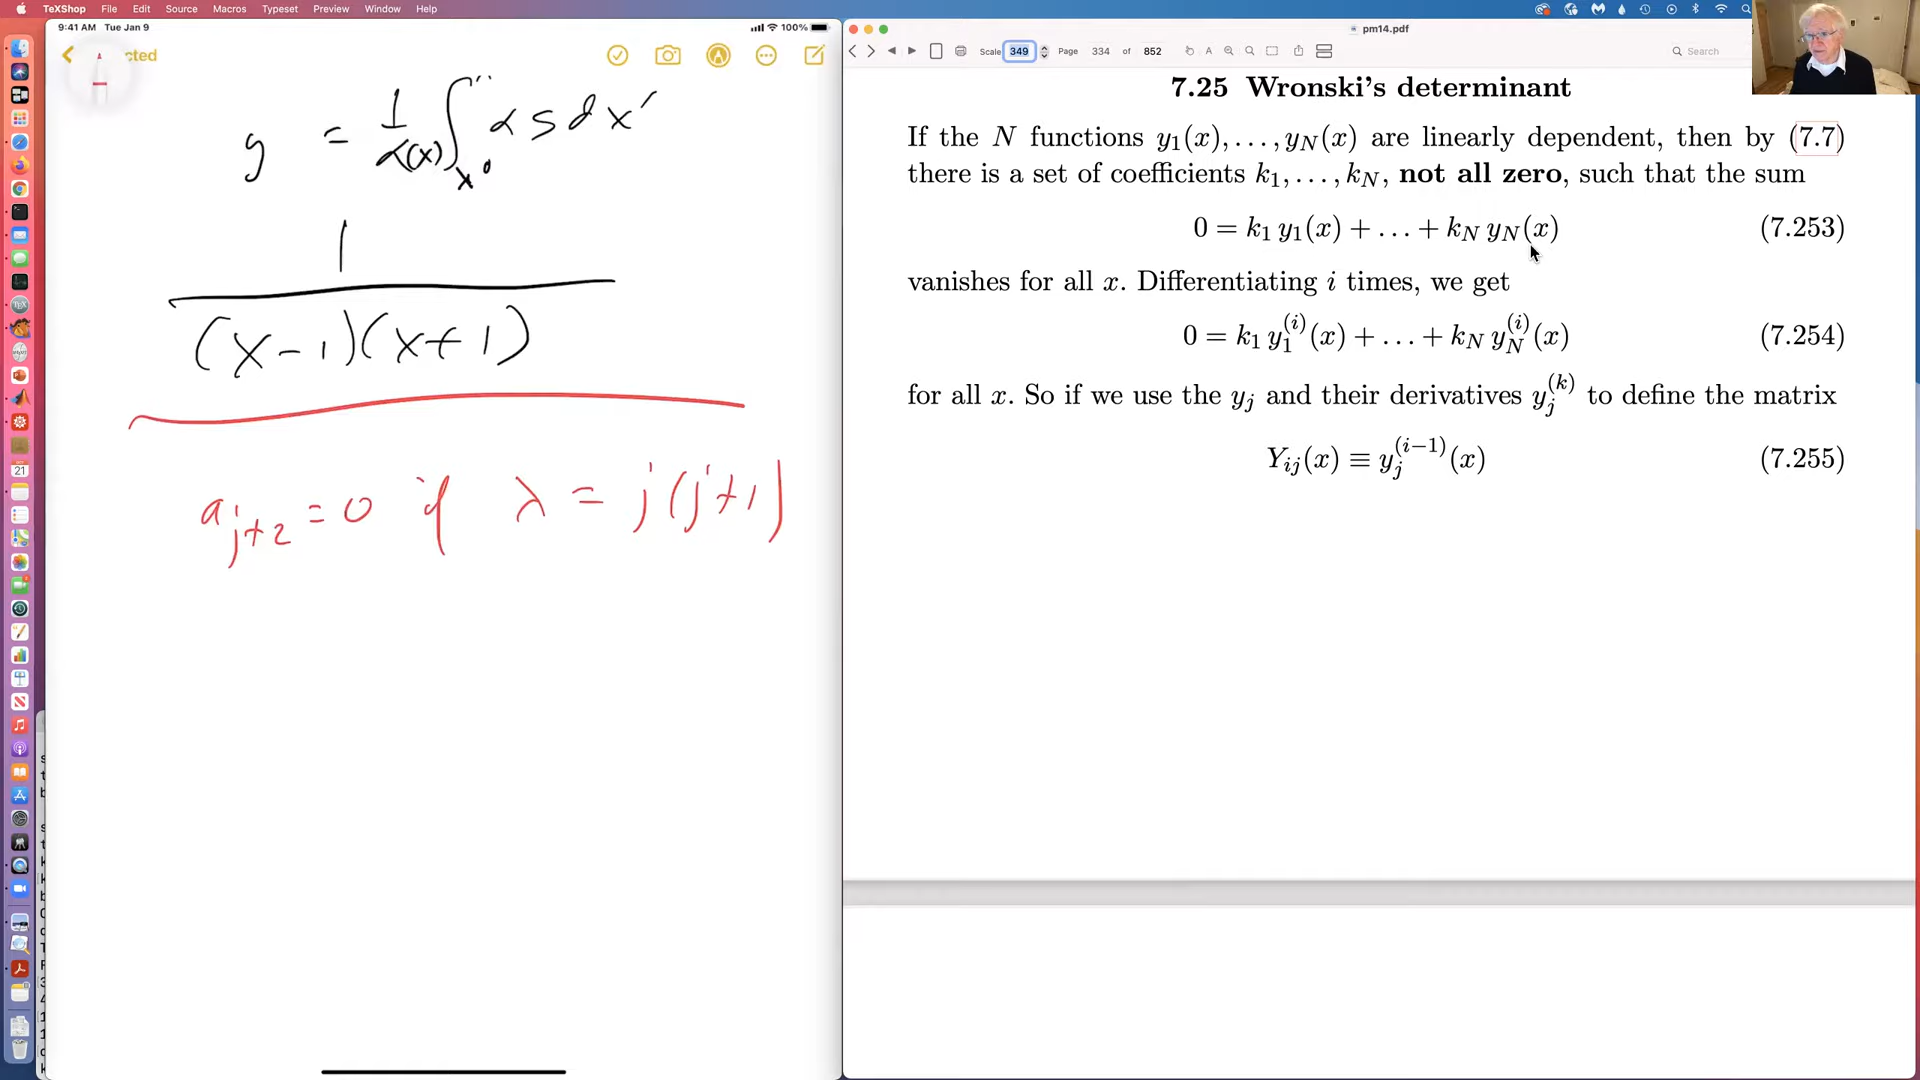 TeXShop File Edit Source Macros Typeset Preview Window Help
9:41 AM Tue Jan 9
100%
cted
y = 1/α(x) ∫ α s d x′
x⁰
1
(x-1)(x+1)
a j+2 = 0 if λ = j(j+1)
21
pm14.pdf
Scale 349 Page 334 of 852
Search
7.25 Wronski's determinant
If the N functions y₁(x), . . . , y_N(x) are linearly dependent, then by (7.7)
there is a set of coefficients k₁, . . . , k_N, not all zero, such that the sum
0 = k₁ y₁(x) + . . . + k_N y_N(x) (7.253)
vanishes for all x. Differentiating i times, we get
0 = k₁ y₁^(i)(x) + . . . + k_N y_N^(i)(x) (7.254)
for all x. So if we use the y_j and their derivatives y_j^(k) to define the matrix
Y_ij(x) ≡ y_j^(i−1)(x) (7.255)